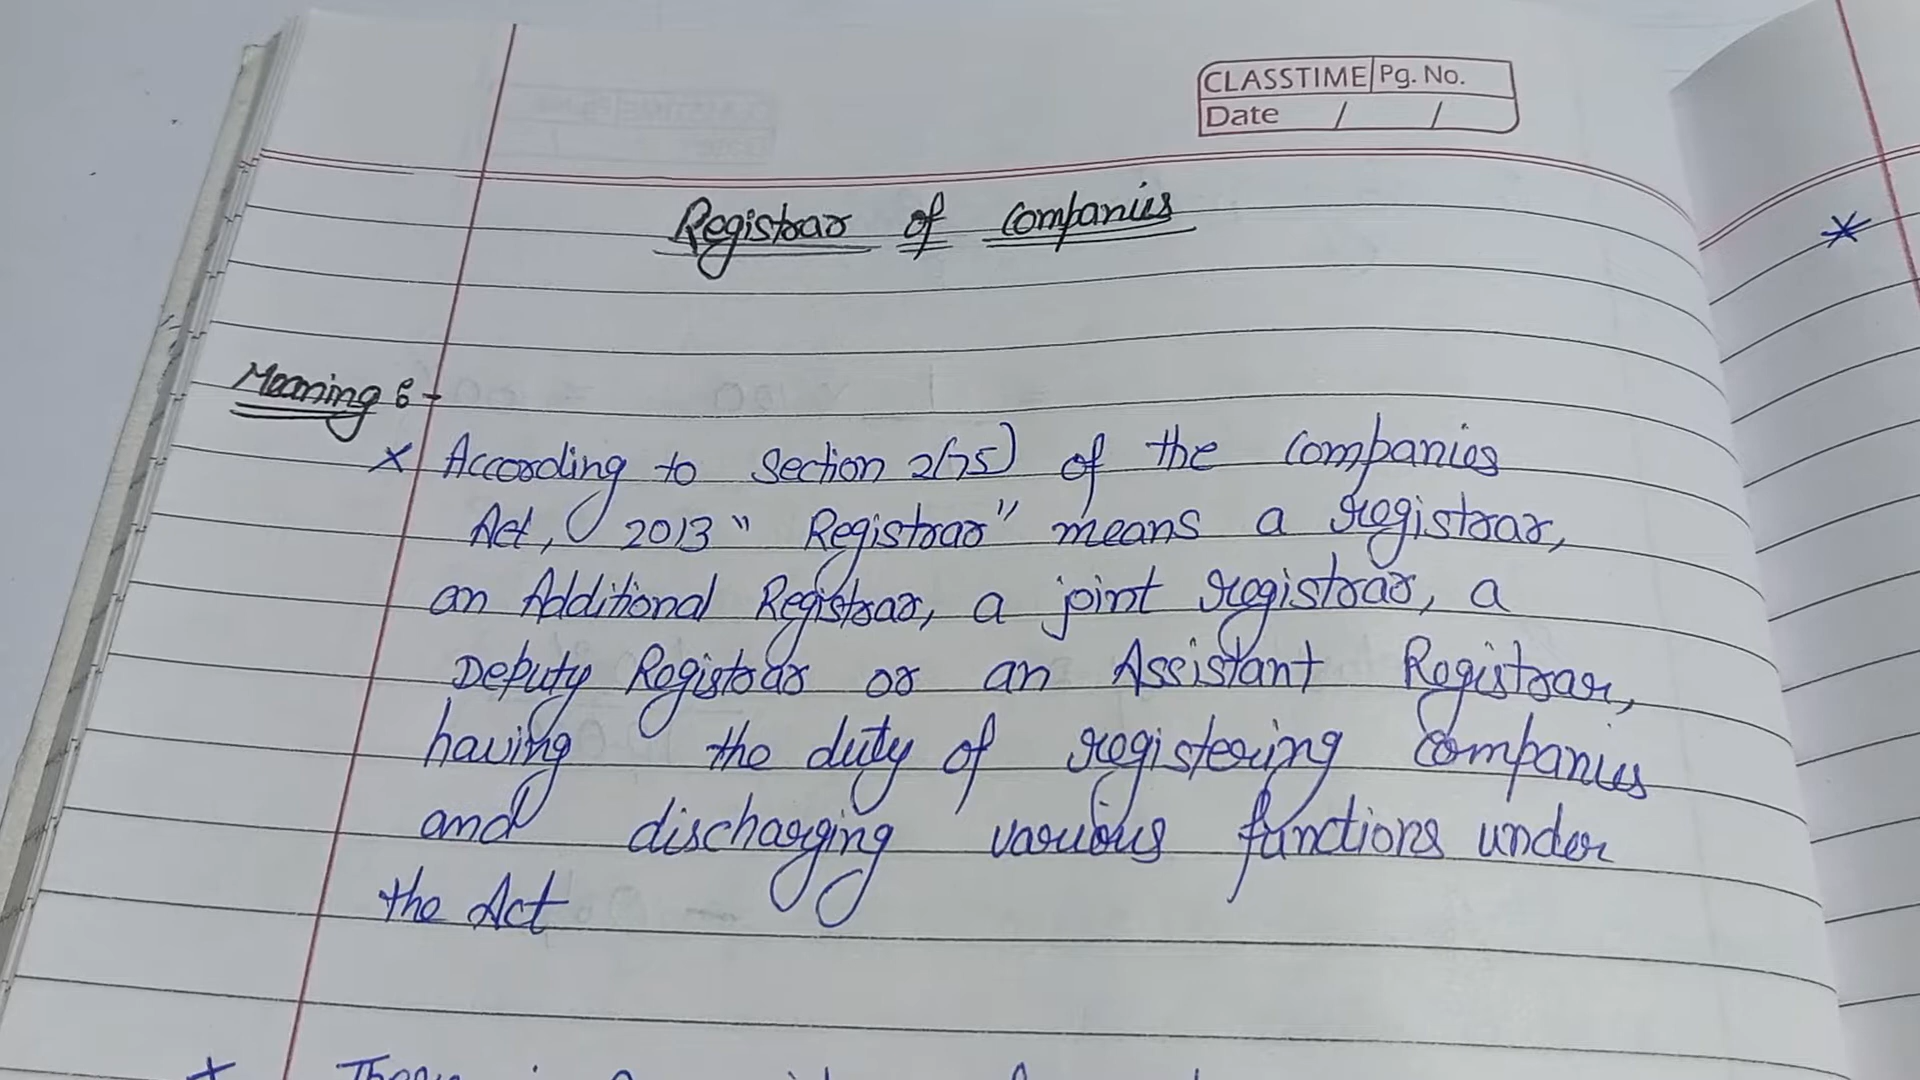 CLASSTIME Pg. No.
Date / /
Registrar of Companies
Meaning :-
x According to Section 2(75) of the Companies
Act, 2013 " Registrar" means a registrar,
an Additional Registrar, a joint registrar, a
Deputy Registrar or an Assistant Registrar,
having the duty of registering Companies
and discharging various functions under
the Act